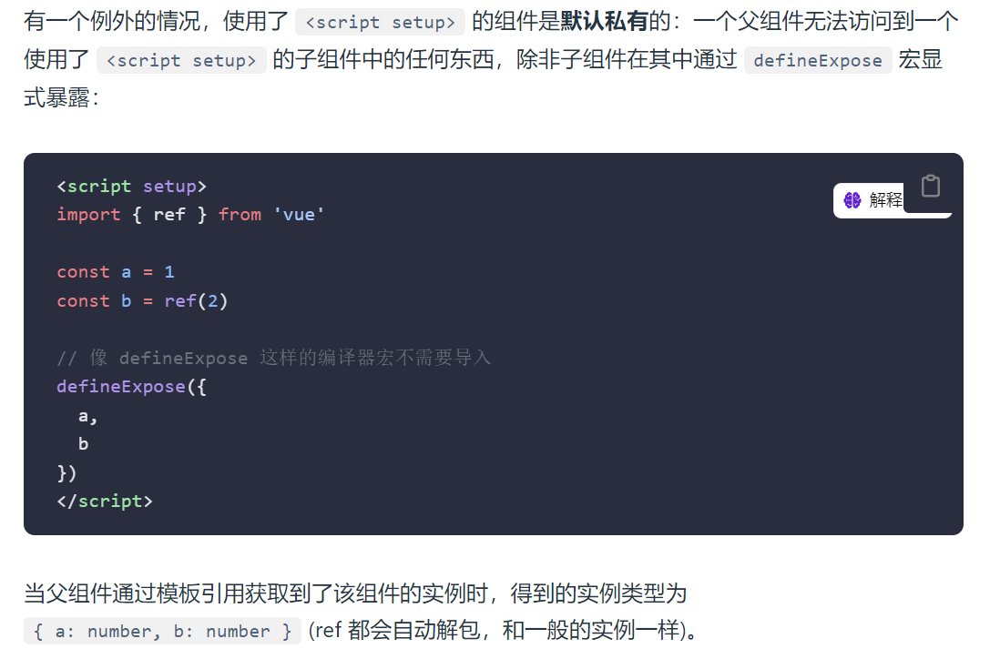 有一个例外的情况，使用了 <script setup> 的组件是默认私有的：一个父组件无法访问到一个
使用了 <script setup> 的子组件中的任何东西，除非子组件在其中通过 defineExpose 宏显
式暴露：
<script setup>
import { ref } from 'vue'
解释
const a = 1
const b = ref(2)
// 像 defineExpose 这样的编译器宏不需要导入
defineExpose({
  a,
  b
})
</script>
当父组件通过模板引用获取到了该组件的实例时，得到的实例类型为
{ a: number, b: number } (ref 都会自动解包，和一般的实例一样)。